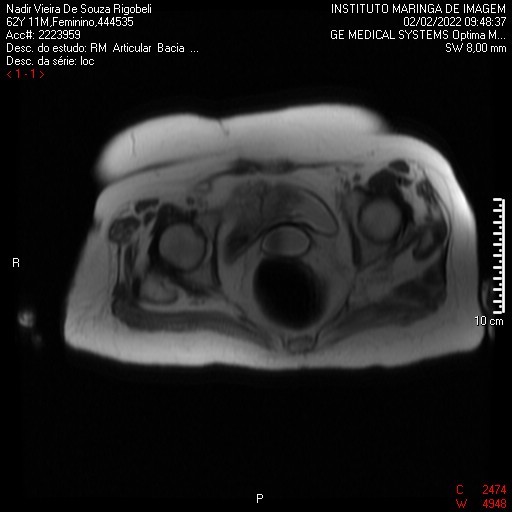 Nadir Vieira De Souza Rigobeli
62Y 11M,Feminino,444535
Acc#: 2223959
Desc. do estudo: RM Articular Bacia ...
Desc. da série: loc
< 1 - 1 >
INSTITUTO MARINGA DE IMAGEM
02/02/2022 09:48:37
GE MEDICAL SYSTEMS Optima M...
SW 8,00 mm
R
10 cm
P
C 2474
W 4948